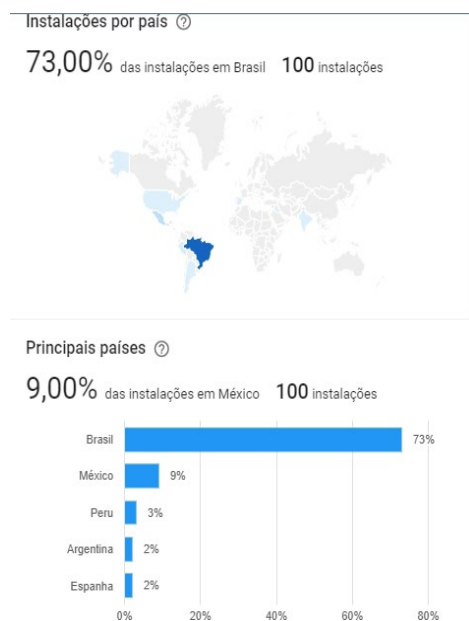 Instalações por país
73,00% das instalações em Brasil 100 instalações
Principais países
9,00% das instalações em México 100 instalações
Brasil 73%
México 9%
Peru 3%
Argentina 2%
Espanha 2%
0% 20% 40% 60% 80%